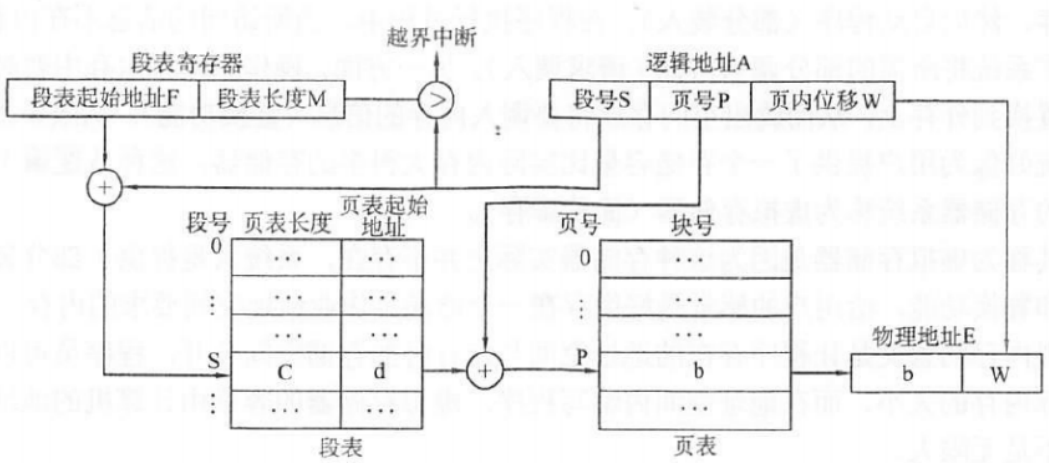 越界中断
段表寄存器
逻辑地址A
段表起始地址F 段表长度M
>
段号S 页号P 页内位移W
+
段号 页表长度 页表起始地址
页号 块号
0
0
⋮ … …
⋮ …
物理地址E
S C d
+
P b
b W
⋮ … …
⋮ …
段表
页表